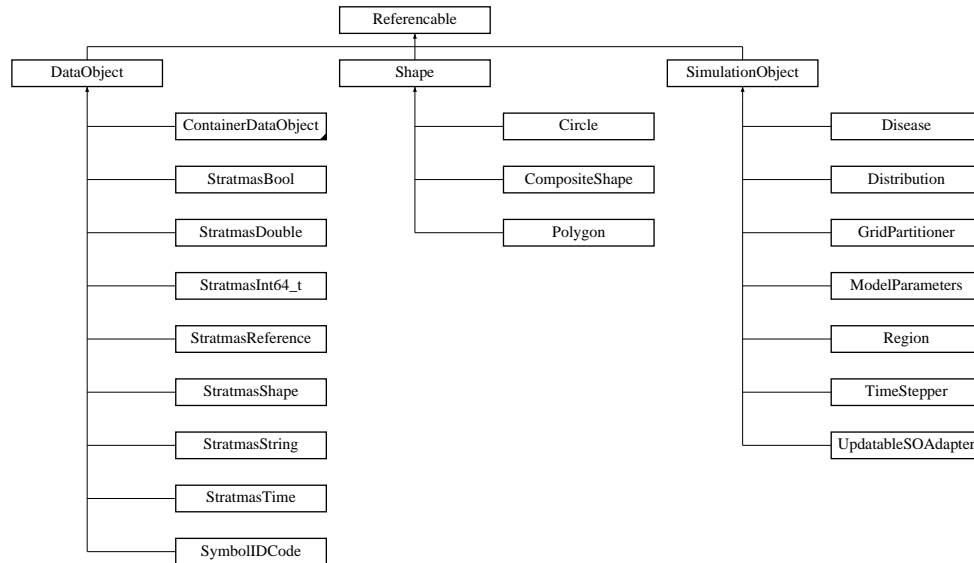 Referencable
DataObject
Shape
SimulationObject
ContainerDataObject
Circle
Disease
StratmasBool
CompositeShape
Distribution
StratmasDouble
Polygon
GridPartitioner
StratmasInt64_t
ModelParameters
StratmasReference
Region
StratmasShape
TimeStepper
StratmasString
UpdatableSOAdapter
StratmasTime
SymbolIDCode